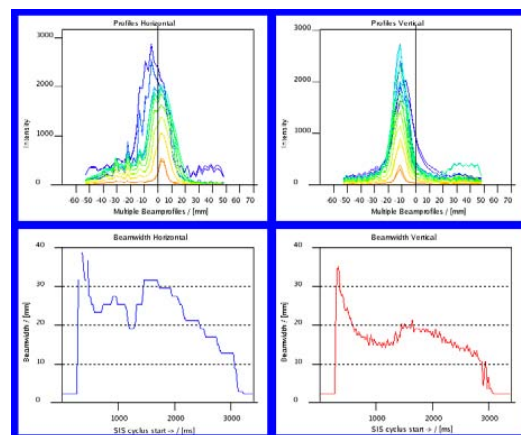 Profiles Horizontal
3000
2000
1000
0
Intensity
60 -50 -40 -30 -20 -10 0 10 20 30 40 50 60 70
Multiple Beamprofiles / [mm]
Profiles Vertical
3000
2000
1000
0
Intensity
60 -50 -40 -30 -20 -10 0 10 20 30 40 50 60 70
Multiple Beamprofiles / [mm]
Beamwidth Horizontal
40
30
20
10
0
Beamwidth / [mm]
1000 2000 3000
SIS cyclus start -> / [ms]
Beamwidth Vertical
40
30
20
10
0
Beamwidth / [mm]
1000 2000 3000
SIS cyclus start -> / [ms]